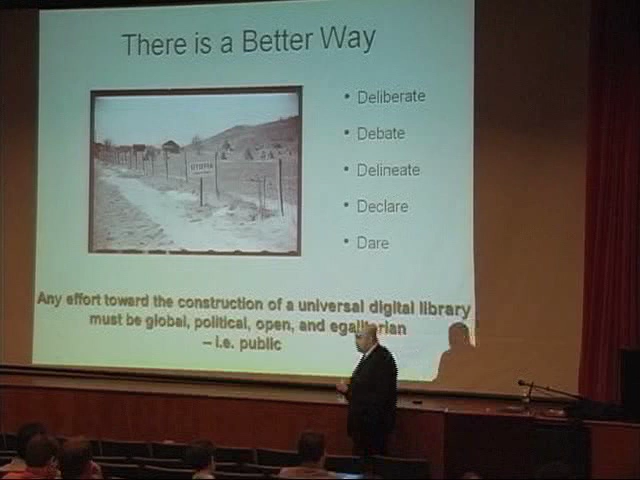 There is a Better Way
• Deliberate
• Debate
• Delineate
• Declare
• Dare
UTOPIA
Any effort toward the construction of a universal digital library
must be global, political, open, and egalitarian
– i.e. public